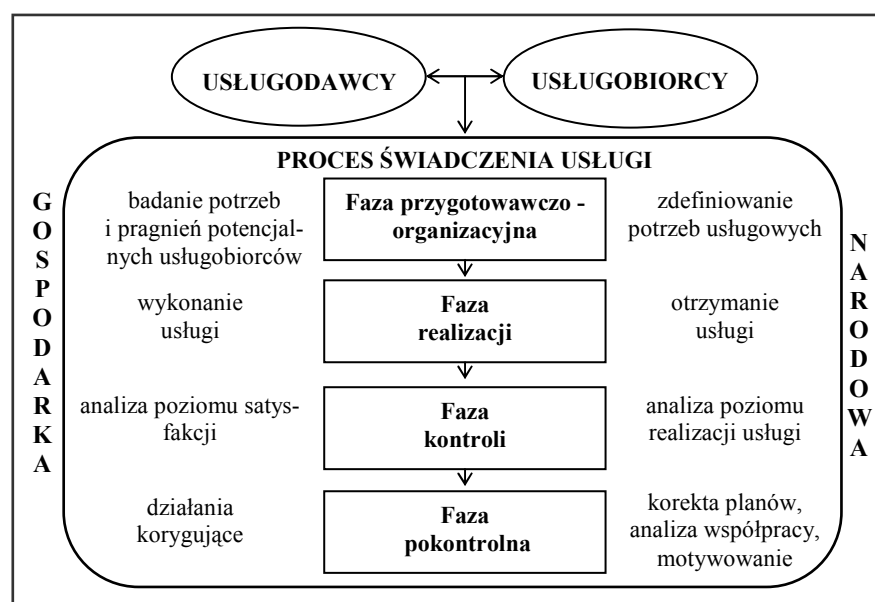 USŁUGODAWCY
USŁUGOBIORCY
PROCES ŚWIADCZENIA USŁUGI
GOSPODARKA
badanie potrzeb
i pragnień potencjal-
nych usługobiorców
Faza przygotowawczo -
organizacyjna
zdefiniowanie
potrzeb usługowych
NARODOWA
wykonanie
usługi
Faza
realizacji
otrzymanie
usługi
analiza poziomu satys-
fakcji
Faza
kontroli
analiza poziomu
realizacji usługi
działania
korygujące
Faza
pokontrolna
korekta planów,
analiza współpracy,
motywowanie